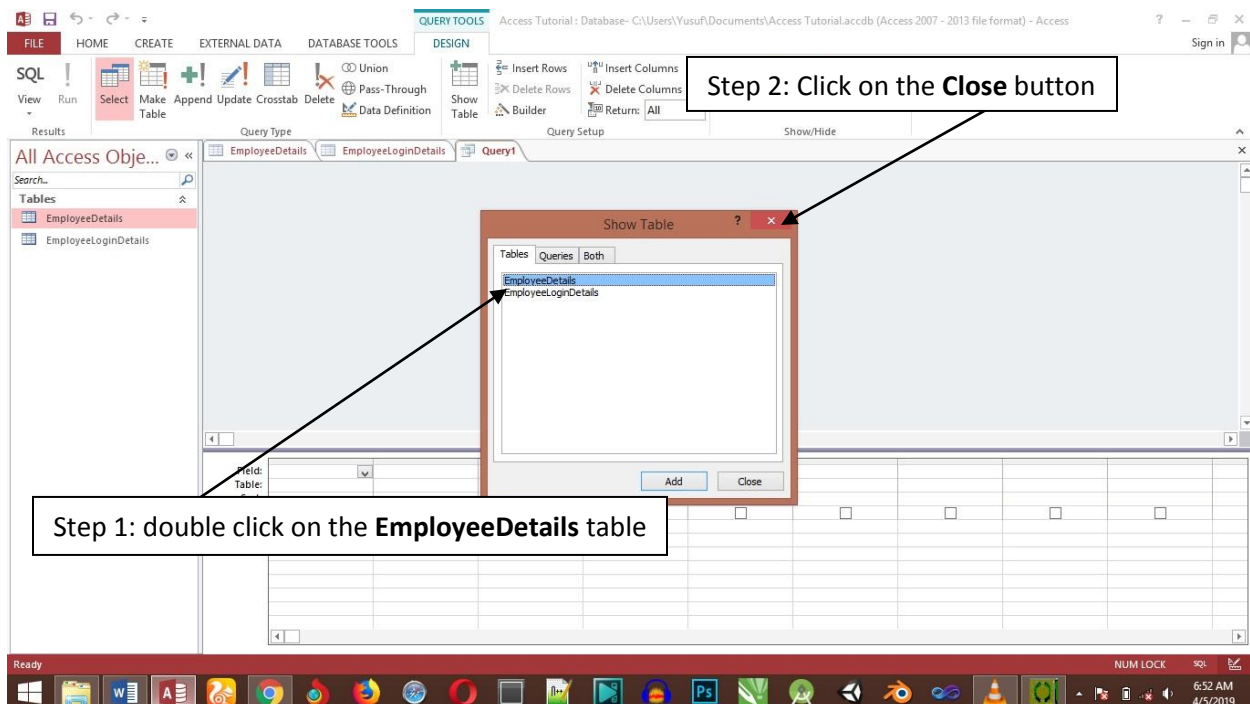 QUERY TOOLS Access Tutorial : Database- C:\Users\Yusuf\Documents\Access Tutorial.accdb (Access 2007 - 2013 file format) - Access ?
FILE HOME CREATE EXTERNAL DATA DATABASE TOOLS DESIGN Sign in
SQL
View Run Select Make Table Append Update Crosstab Delete
Union
Pass-Through
Data Definition
Show Table
Insert Rows
Delete Rows
Builder
Insert Columns
Delete Columns
Return: All
Results Query Type Query Setup Show/Hide
Step 2: Click on the Close button
All Access Obje... «
EmployeeDetails EmployeeLoginDetails Query1
Search...
Tables
EmployeeDetails
EmployeeLoginDetails
Show Table ?
Tables Queries Both
EmployeeDetails
EmployeeLoginDetails
Add Close
Field:
Table:
Step 1: double click on the EmployeeDetails table
Ready NUM LOCK SQL
Ps
6:52 AM
4/5/2019